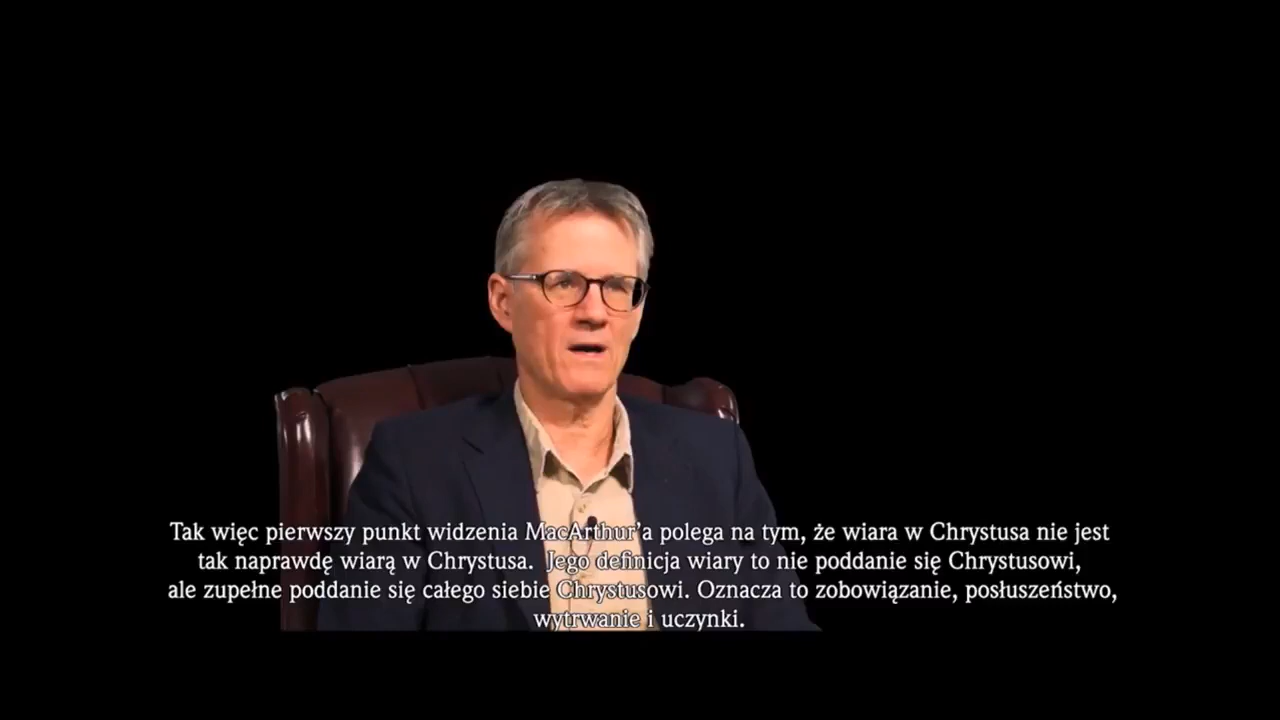 Tak więc pierwszy punkt widzenia MacArthur'a polega na tym, że wiara w Chrystusa nie jest
tak naprawdę wiarą w Chrystusa. Jego definicja wiary to nie poddanie się Chrystusowi,
ale zupełne poddanie się całego siebie Chrystusowi. Oznacza to zobowiązanie, posłuszeństwo,
wytrwanie i uczynki.